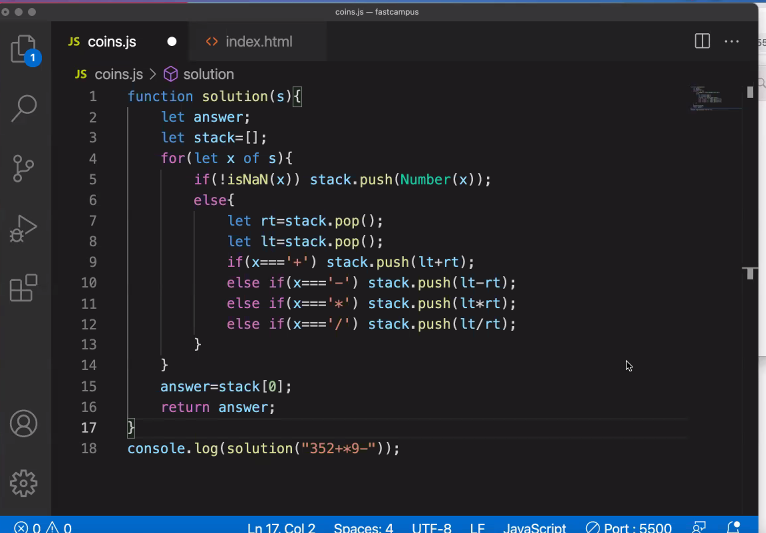 coins.js — fastcampus
JS coins.js
<> index.html
1
JS coins.js > solution
1 function solution(s){
2 let answer;
3 let stack=[];
4 for(let x of s){
5 if(!isNaN(x)) stack.push(Number(x));
6 else{
7 let rt=stack.pop();
8 let lt=stack.pop();
9 if(x==='+') stack.push(lt+rt);
10 else if(x==='-') stack.push(lt-rt);
11 else if(x==='*') stack.push(lt*rt);
12 else if(x==='/') stack.push(lt/rt);
13 }
14 }
15 answer=stack[0];
16 return answer;
17 }
18 console.log(solution("352+*9-"));
0 0 Ln 17, Col 2 Spaces: 4 UTF-8 LF JavaScript Port : 5500